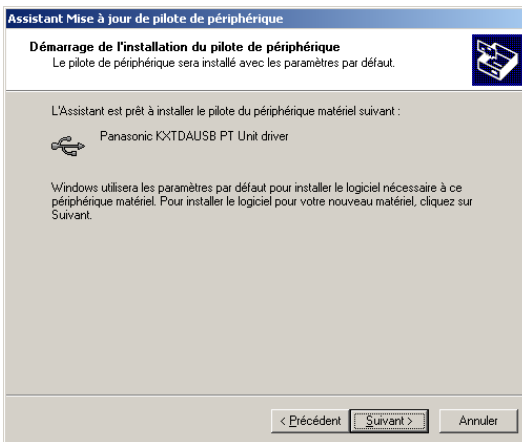 Assistant Mise à jour de pilote de périphérique
Démarrage de l'installation du pilote de périphérique
Le pilote de périphérique sera installé avec les paramètres par défaut.
L'Assistant est prêt à installer le pilote du périphérique matériel suivant :
Panasonic KXTDAUSB PT Unit driver
Windows utilisera les paramètres par défaut pour installer le logiciel nécessaire à ce
périphérique matériel. Pour installer le logiciel pour votre nouveau matériel, cliquez sur
Suivant.
< Précédent Suivant > Annuler